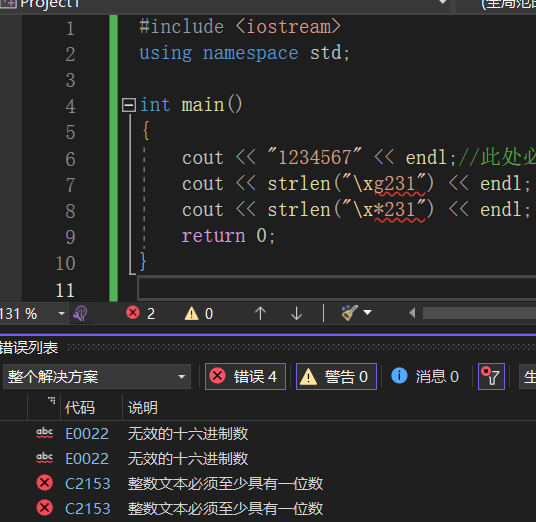 Project1
(全局范
1 #include <iostream>
2 using namespace std;
3
4 int main()
5 {
6 cout << "1234567" << endl;//此处必
7 cout << strlen("\xg231") << endl;
8 cout << strlen("\x*231") << endl;
9 return 0;
10 }
11
131 % 2 0
错误列表
整个解决方案 错误 4 警告 0 消息 0 生
代码 说明
abc E0022 无效的十六进制数
abc E0022 无效的十六进制数
C2153 整数文本必须至少具有一位数
C2153 整数文本必须至少具有一位数